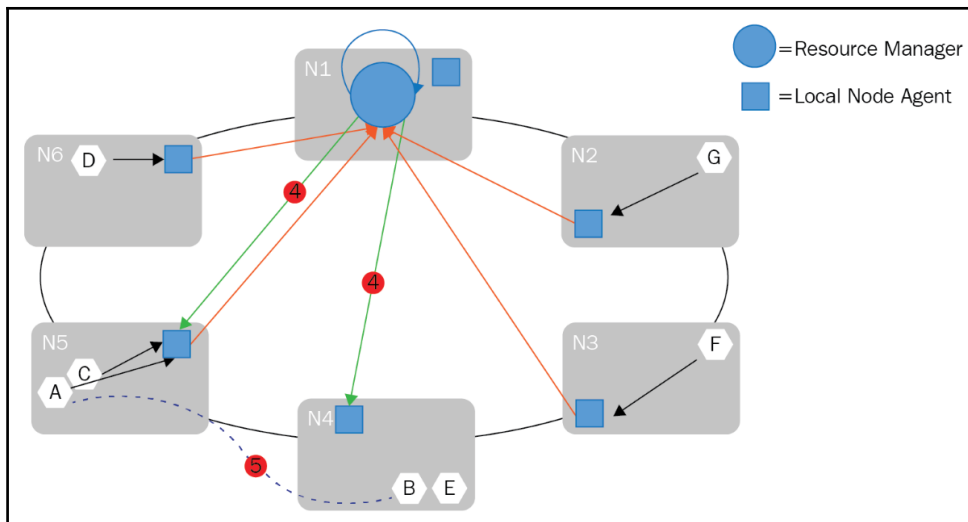 =Resource Manager
=Local Node Agent
N1
N6
D
N2
G
4
4
N5
C
A
N3
F
N4
5
B
E